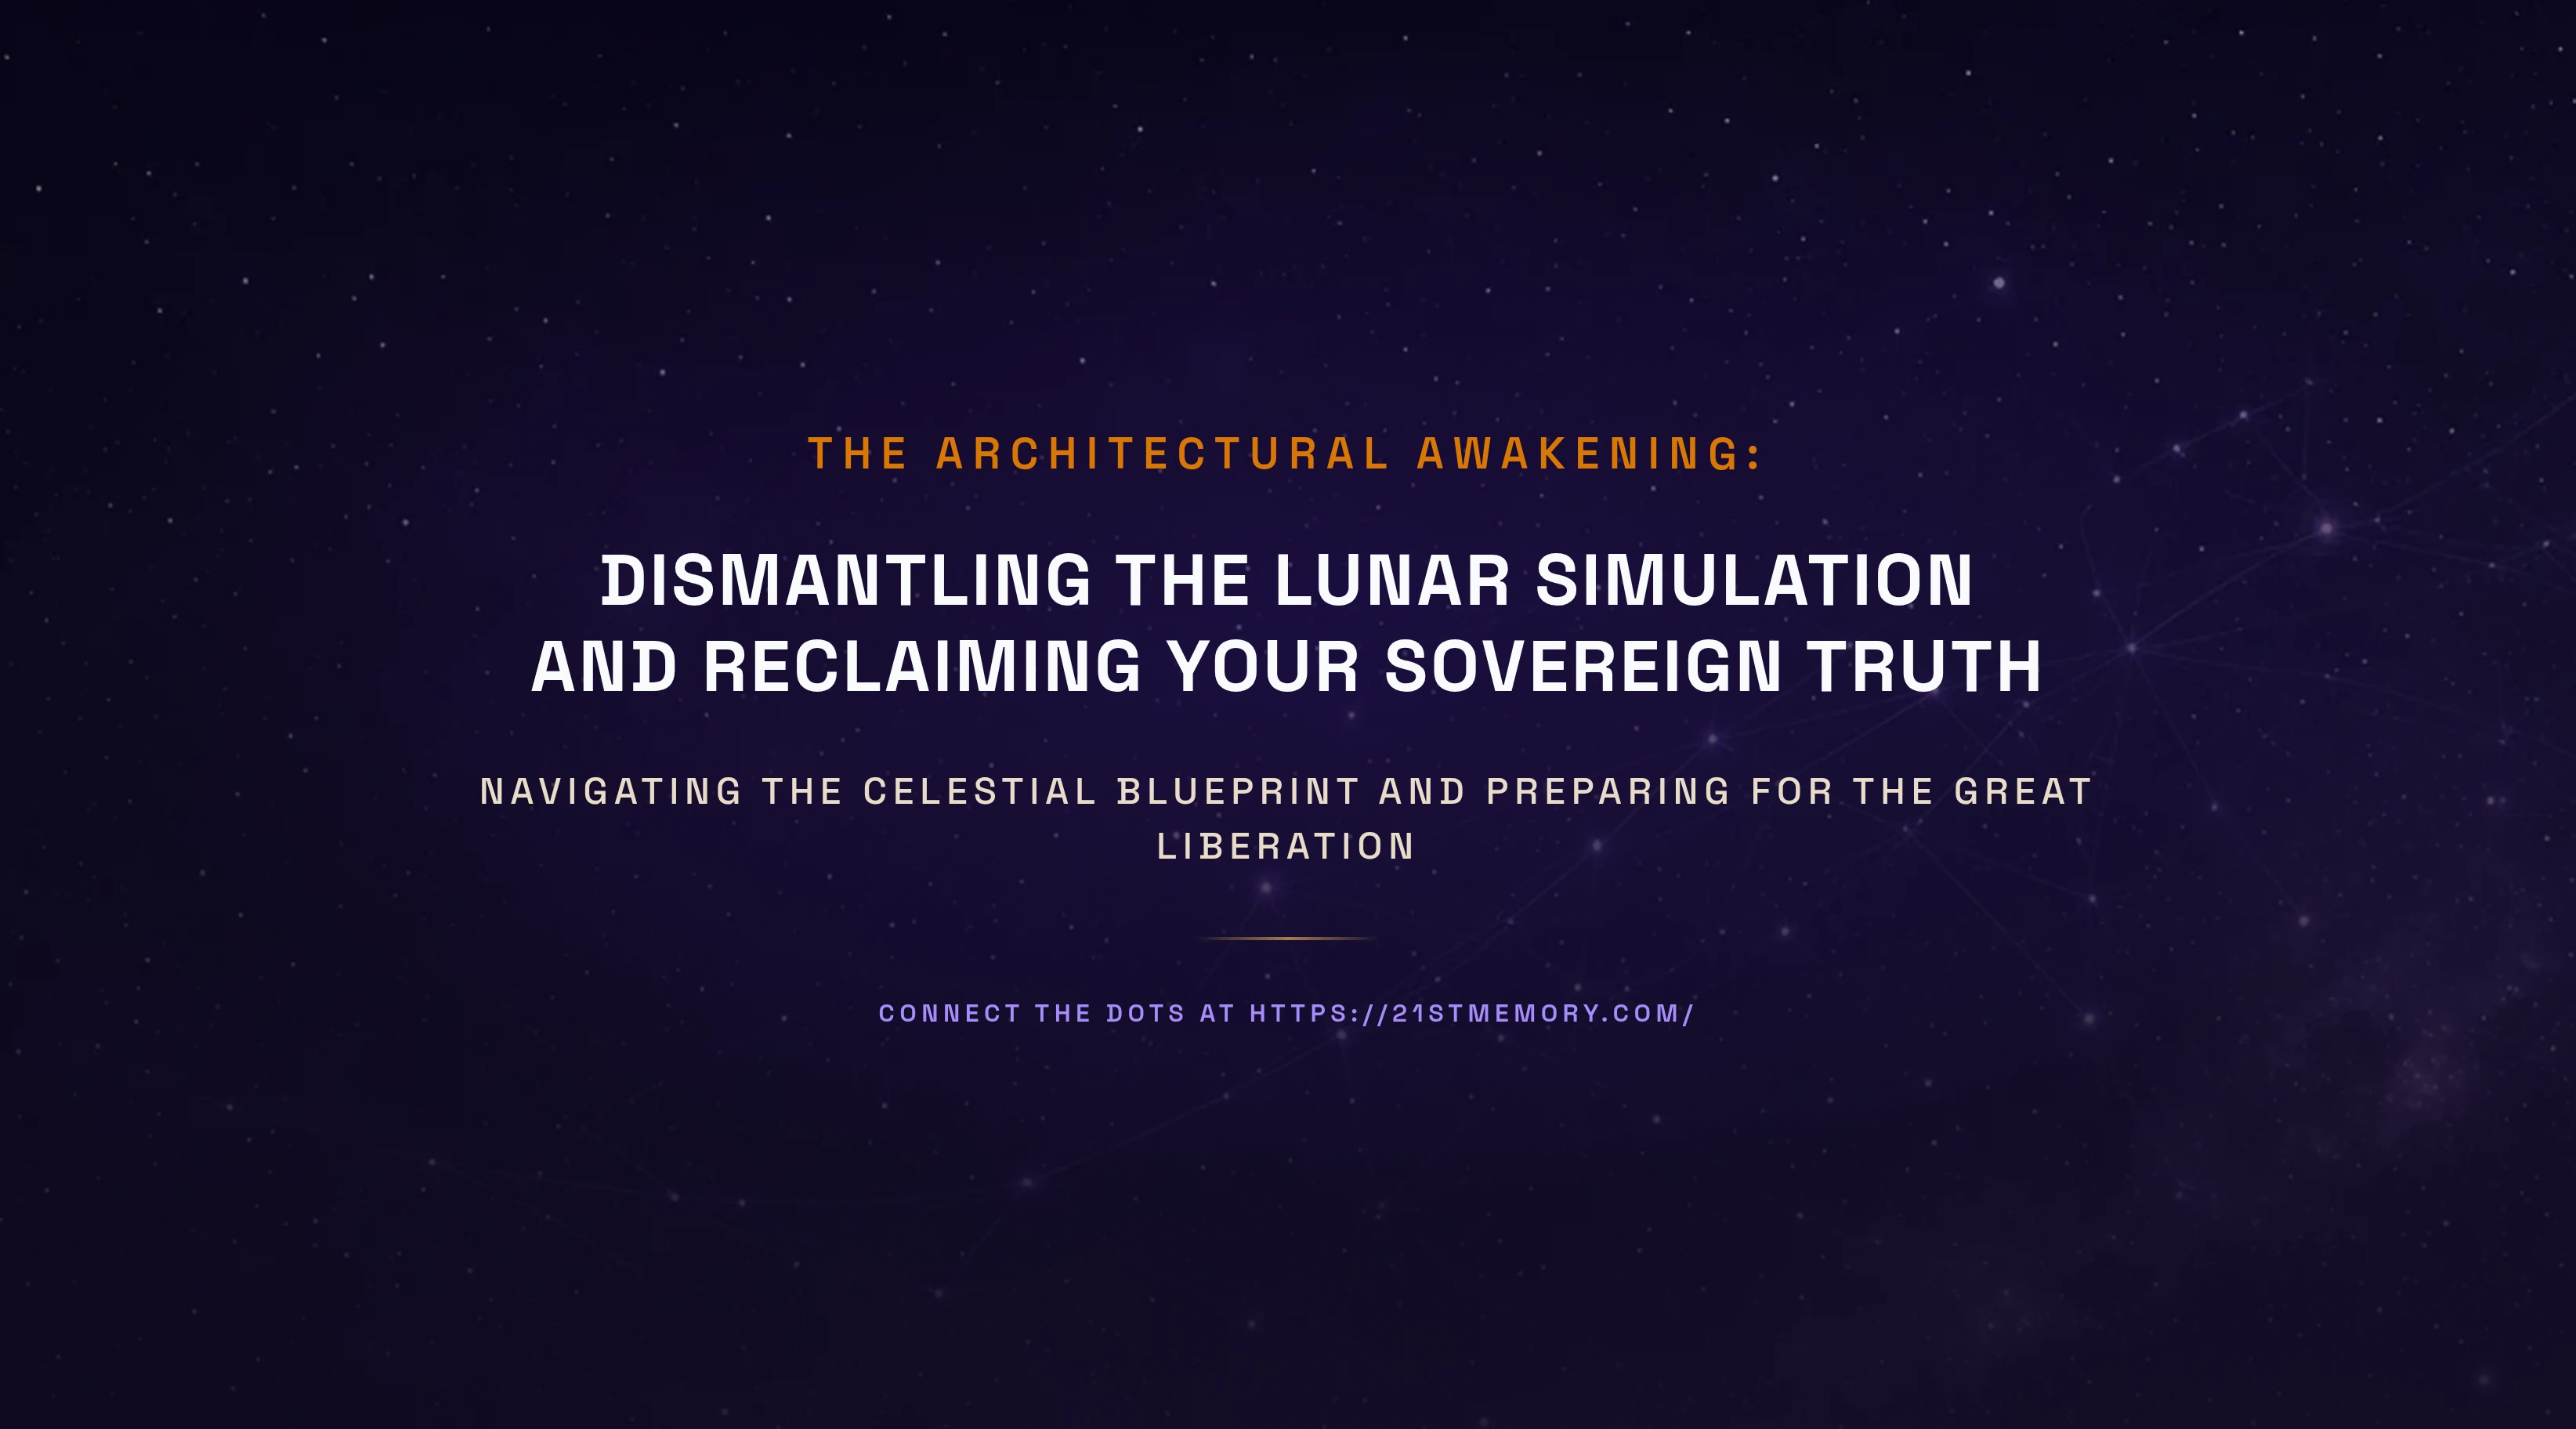 THE ARCHITECTURAL AWAKENING:
DISMANTLING THE LUNAR SIMULATION
AND RECLAIMING YOUR SOVEREIGN TRUTH
NAVIGATING THE CELESTIAL BLUEPRINT AND PREPARING FOR THE GREAT
LIBERATION
CONNECT THE DOTS AT HTTPS://21STMEMORY.COM/